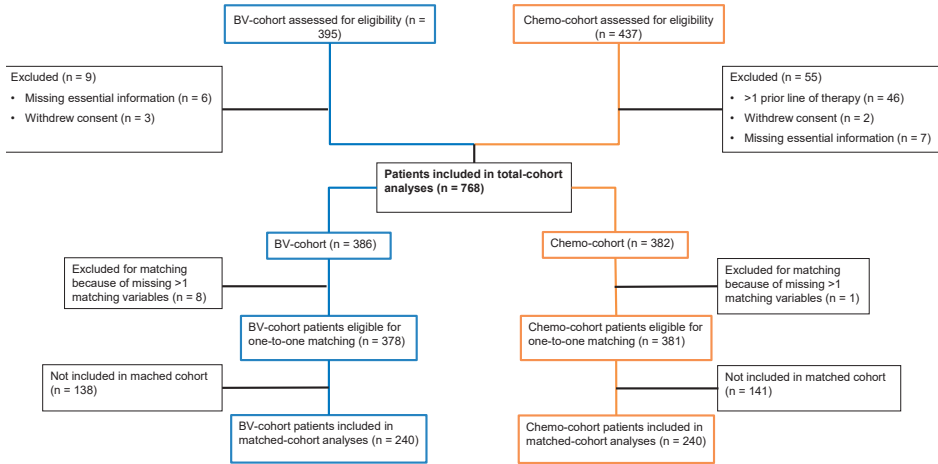 BV-cohort assessed for eligibility (n =
395)
Chemo-cohort assessed for eligibility
(n = 437)
Excluded (n = 9)
• Missing essential information (n = 6)
• Withdrew consent (n = 3)
Excluded (n = 55)
• >1 prior line of therapy (n = 46)
• Withdrew consent (n = 2)
• Missing essential information (n = 7)
Patients included in total-cohort
analyses (n = 768)
BV-cohort (n = 386)
Chemo-cohort (n = 382)
Excluded for matching
because of missing >1
matching variables (n = 8)
Excluded for matching
because of missing >1
matching variables (n = 1)
BV-cohort patients eligible for
one-to-one matching (n = 378)
Chemo-cohort patients eligible for
one-to-one matching (n = 381)
Not included in mached cohort
(n = 138)
Not included in matched cohort
(n = 141)
BV-cohort patients included in
matched-cohort analyses (n = 240)
Chemo-cohort patients included in
matched-cohort analyses (n = 240)